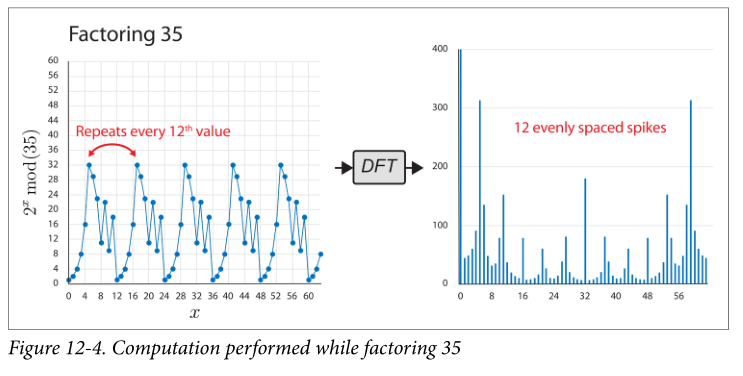 Factoring 35
60
56
52
48
44
40
36
32
28
24
20
16
12
8
4
0
2ˣ mod(35)
Repeats every 12ᵗʰ value
0 4 8 12 16 20 24 28 32 36 40 44 48 52 56 60
x
DFT
400
300
200
100
0
12 evenly spaced spikes
0 8 16 24 32 40 48 56
Figure 12-4. Computation performed while factoring 35